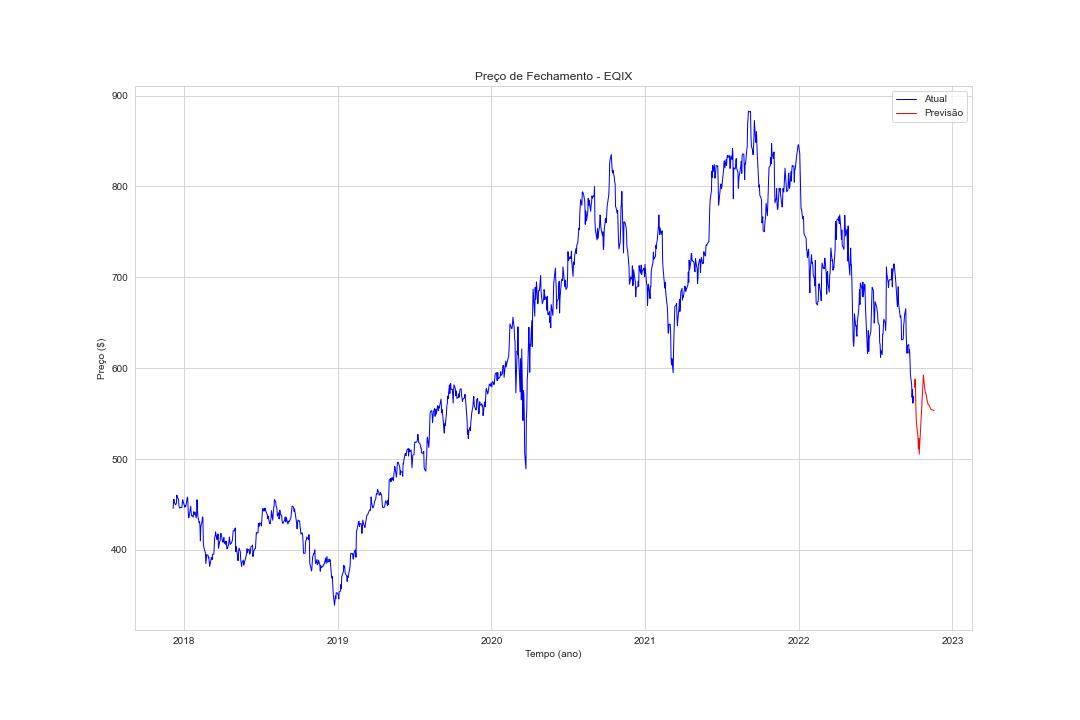 Preço de Fechamento - EQIX
Atual
Previsão
900
800
700
600
500
400
Preço ($)
2018
2019
2020
2021
2022
2023
Tempo (ano)